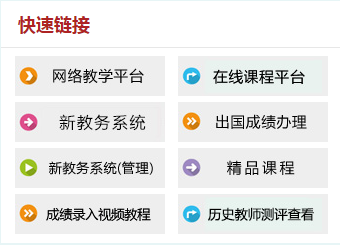 快速链接
网络教学平台
在线课程平台
新教务系统
出国成绩办理
新教务系统(管理)
精品课程
成绩录入视频教程
历史教师测评查看